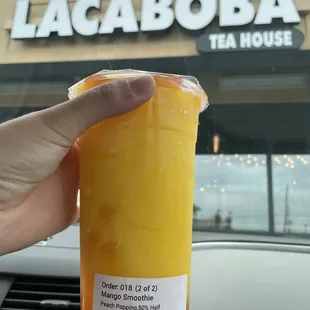 LACABOBA
TEA HOUSE
Order: 018 (2 of 2)
Mango Smoothie
Peach Popping 50% Half